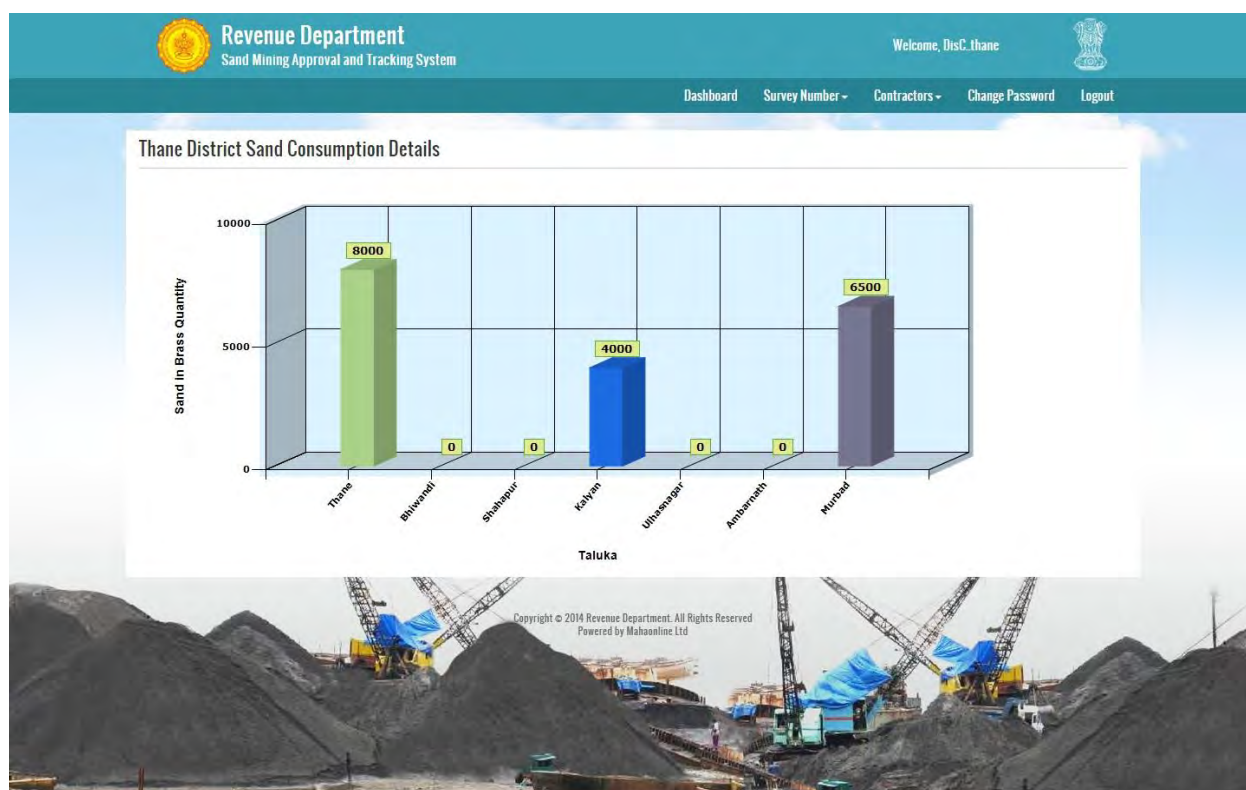 Revenue Department
Sand Mining Approval and Tracking System
Welcome, DisC_thane
Dashboard Survey Number Contractors Change Password Logout
Thane District Sand Consumption Details
10000
8000
6500
5000
4000
0 0 0 0
0
Sand in Brass Quantity
Thane Bhiwandi Shahapur Kalyan Ulhasnagar Ambarnath Murbad
Taluka
Copyright © 2014 Revenue Department. All Rights Reserved
Powered by Mahaonline Ltd